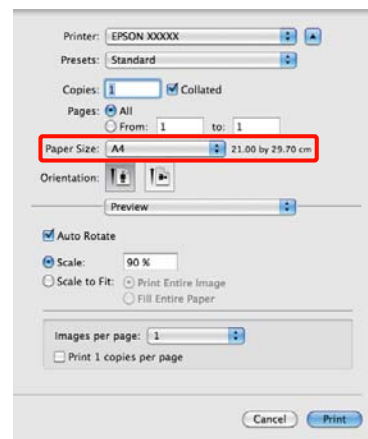 Printer: EPSON XXXXX
Presets: Standard
Copies: 1 Collated
Pages: All
From: 1 to: 1
Paper Size: A4 21.00 by 29.70 cm
Orientation:
Preview
Auto Rotate
Scale: 90 %
Scale to Fit: Print Entire Image
Fill Entire Paper
Images per page: 1
Print 1 copies per page
Cancel Print